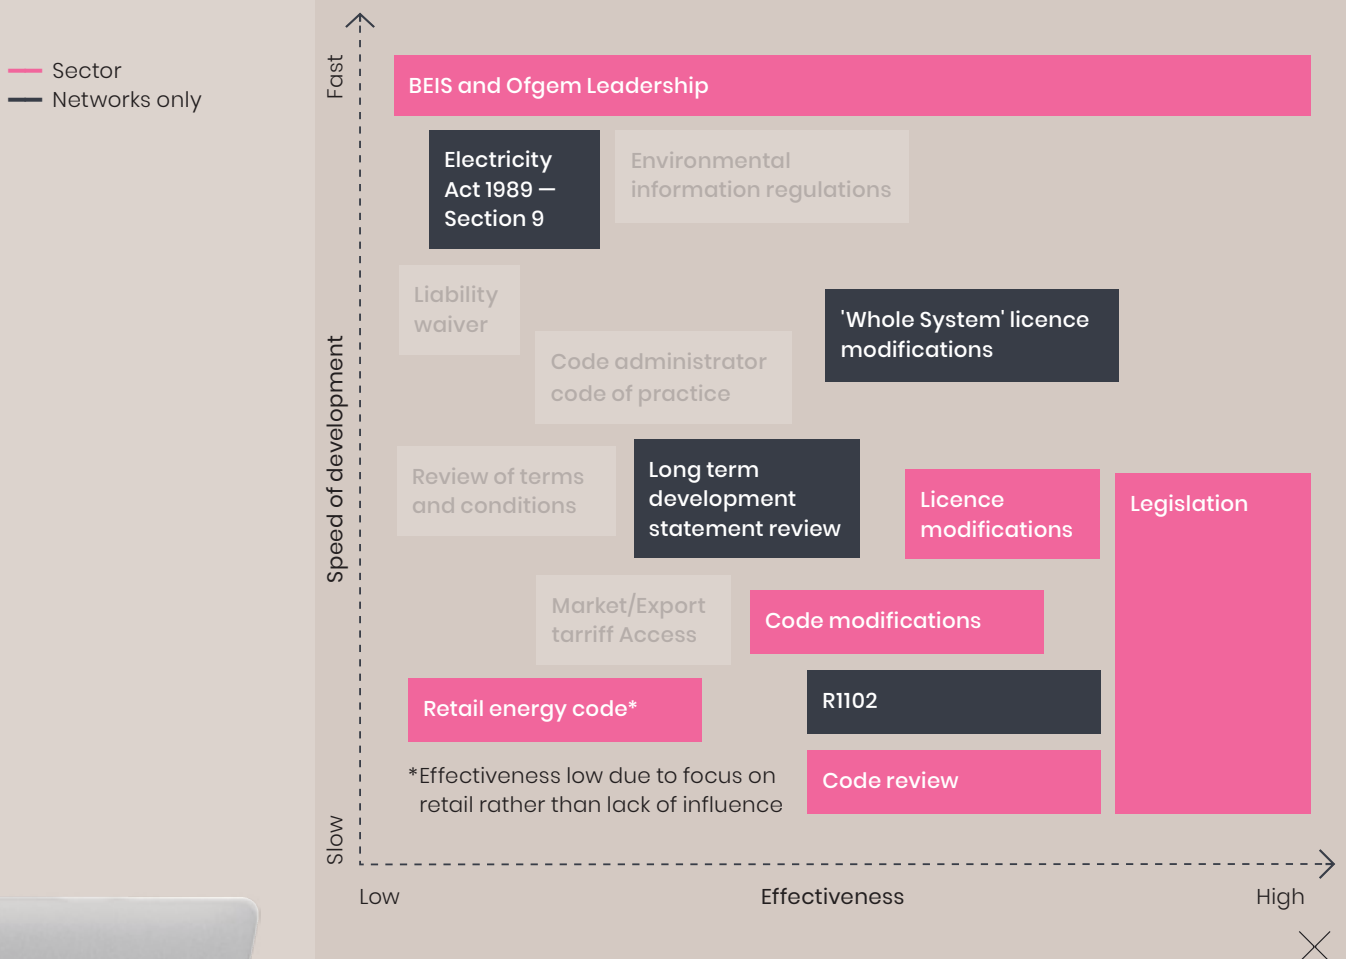 Sector
Networks only
Fast
BEIS and Ofgem Leadership
Electricity
Act 1989 —
Section 9
Environmental
information regulations
Liability
waiver
'Whole System' licence
modifications
Code administrator
code of practice
Speed of development
Review of terms
and conditions
Long term
development
statement review
Licence
modifications
Legislation
Market/Export
tarriff Access
Code modifications
Retail energy code*
R1102
*Effectiveness low due to focus on
retail rather than lack of influence
Code review
Slow
Low
Effectiveness
High